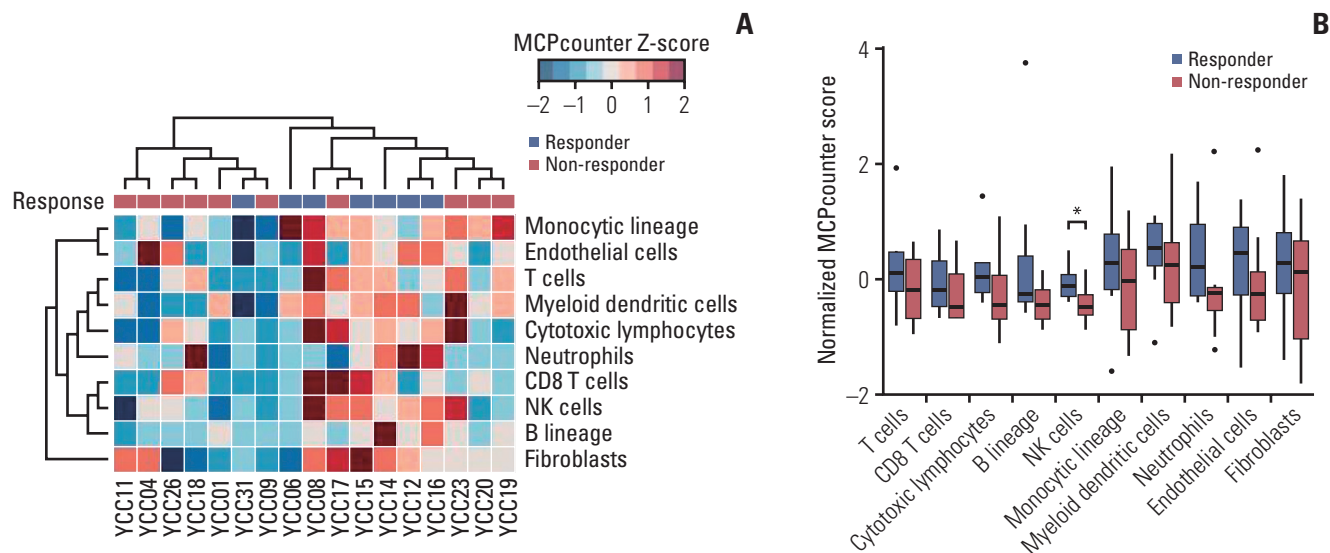 A
MCPcounter Z-score
−2 −1 0 1 2
Responder
Non-responder
Response
Monocytic lineage
Endothelial cells
T cells
Myeloid dendritic cells
Cytotoxic lymphocytes
Neutrophils
CD8 T cells
NK cells
B lineage
Fibroblasts
YCC11 YCC04 YCC26 YCC18 YCC01 YCC31 YCC09 YCC06 YCC08 YCC17 YCC15 YCC14 YCC12 YCC16 YCC23 YCC20 YCC19
B
Normalized MCPcounter score
4
2
0
−2
Responder
Non-responder
*
T cells
CD8 T cells
Cytotoxic lymphocytes
B lineage
NK cells
Monocytic lineage
Myeloid dendritic cells
Neutrophils
Endothelial cells
Fibroblasts